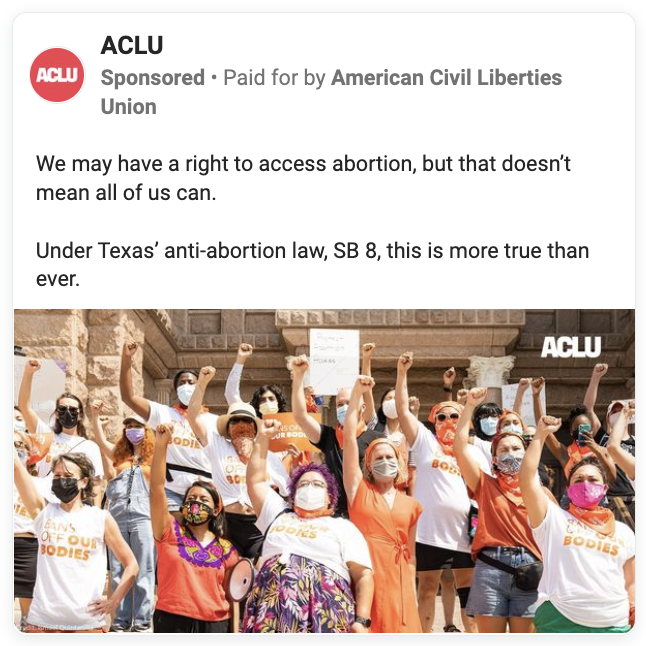 ACLU
ACLU
Sponsored • Paid for by American Civil Liberties
Union
We may have a right to access abortion, but that doesn’t
mean all of us can.
Under Texas’ anti-abortion law, SB 8, this is more true than
ever.
ACLU
BANS
OFF OUR
BODIES
BODIES
BODIES